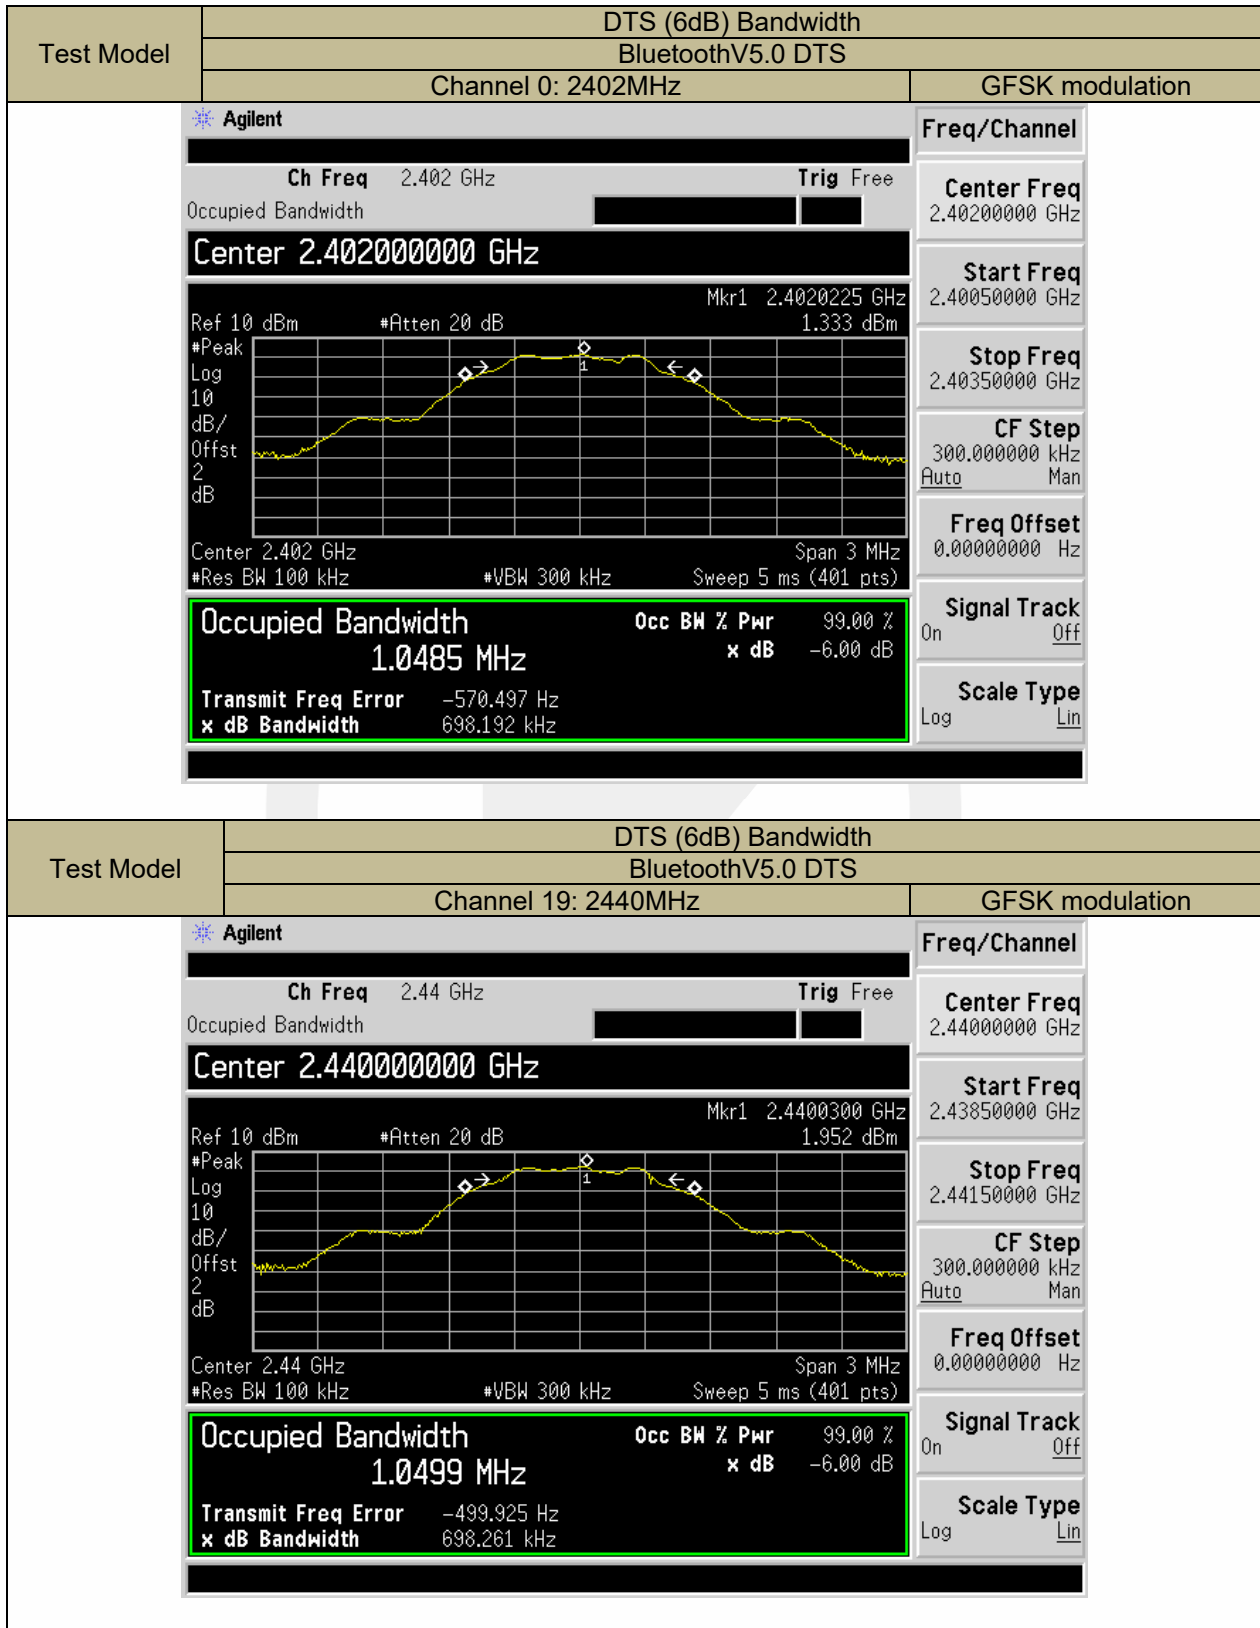 Test Model
DTS (6dB) Bandwidth
BluetoothV5.0 DTS
Channel 0: 2402MHz
GFSK modulation
Agilent
Freq/Channel
Ch Freq 2.402 GHz
Trig Free
Occupied Bandwidth
Center 2.402000000 GHz
Mkr1 2.4020225 GHz
Ref 10 dBm
#Atten 20 dB
1.333 dBm
#Peak
Log
10
dB/
Offst
2
dB
1
Center 2.402 GHz
Span 3 MHz
#Res BW 100 kHz
#VBW 300 kHz
Sweep 5 ms (401 pts)
Occupied Bandwidth
1.0485 MHz
Occ BW % Pwr 99.00 %
x dB -6.00 dB
Transmit Freq Error -570.497 Hz
x dB Bandwidth 698.192 kHz
Center Freq
2.40200000 GHz
Start Freq
2.40050000 GHz
Stop Freq
2.40350000 GHz
CF Step
300.000000 kHz
Auto Man
Freq Offset
0.00000000 Hz
Signal Track
On Off
Scale Type
Log Lin
Test Model
DTS (6dB) Bandwidth
BluetoothV5.0 DTS
Channel 19: 2440MHz
GFSK modulation
Agilent
Freq/Channel
Ch Freq 2.44 GHz
Trig Free
Occupied Bandwidth
Center 2.440000000 GHz
Mkr1 2.4400300 GHz
Ref 10 dBm
#Atten 20 dB
1.952 dBm
#Peak
Log
10
dB/
Offst
2
dB
1
Center 2.44 GHz
Span 3 MHz
#Res BW 100 kHz
#VBW 300 kHz
Sweep 5 ms (401 pts)
Occupied Bandwidth
1.0499 MHz
Occ BW % Pwr 99.00 %
x dB -6.00 dB
Transmit Freq Error -499.925 Hz
x dB Bandwidth 698.261 kHz
Center Freq
2.44000000 GHz
Start Freq
2.43850000 GHz
Stop Freq
2.44150000 GHz
CF Step
300.000000 kHz
Auto Man
Freq Offset
0.00000000 Hz
Signal Track
On Off
Scale Type
Log Lin